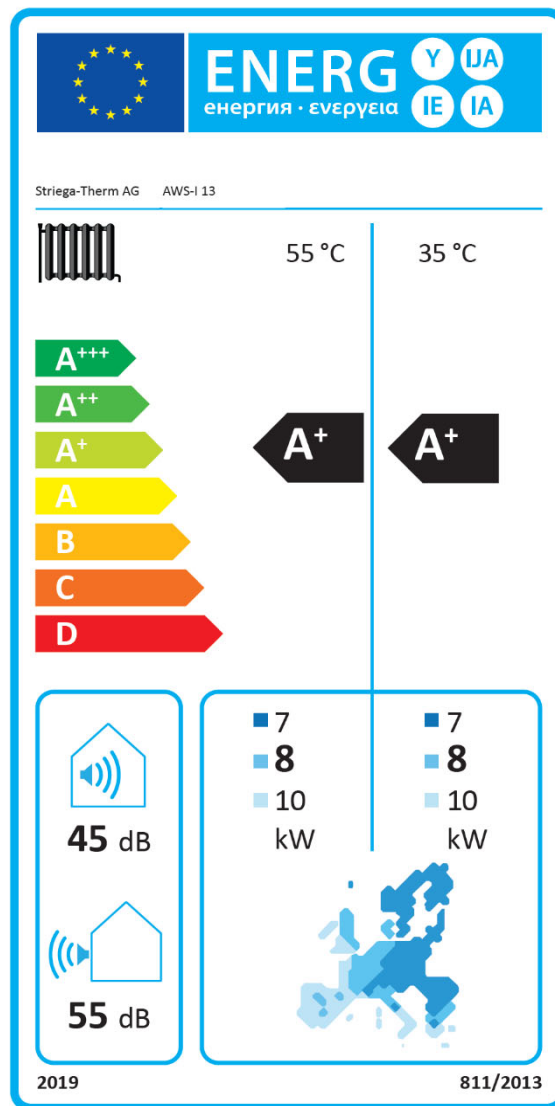 ENERG Y IJA
енергия · ενεργεια IE IA
Striega-Therm AG AWS-I 13
55 °C 35 °C
A+++
A++
A+ A+ A+
A
B
C
D
7 7
8 8
10 10
kW kW
45 dB
55 dB
2019 811/2013